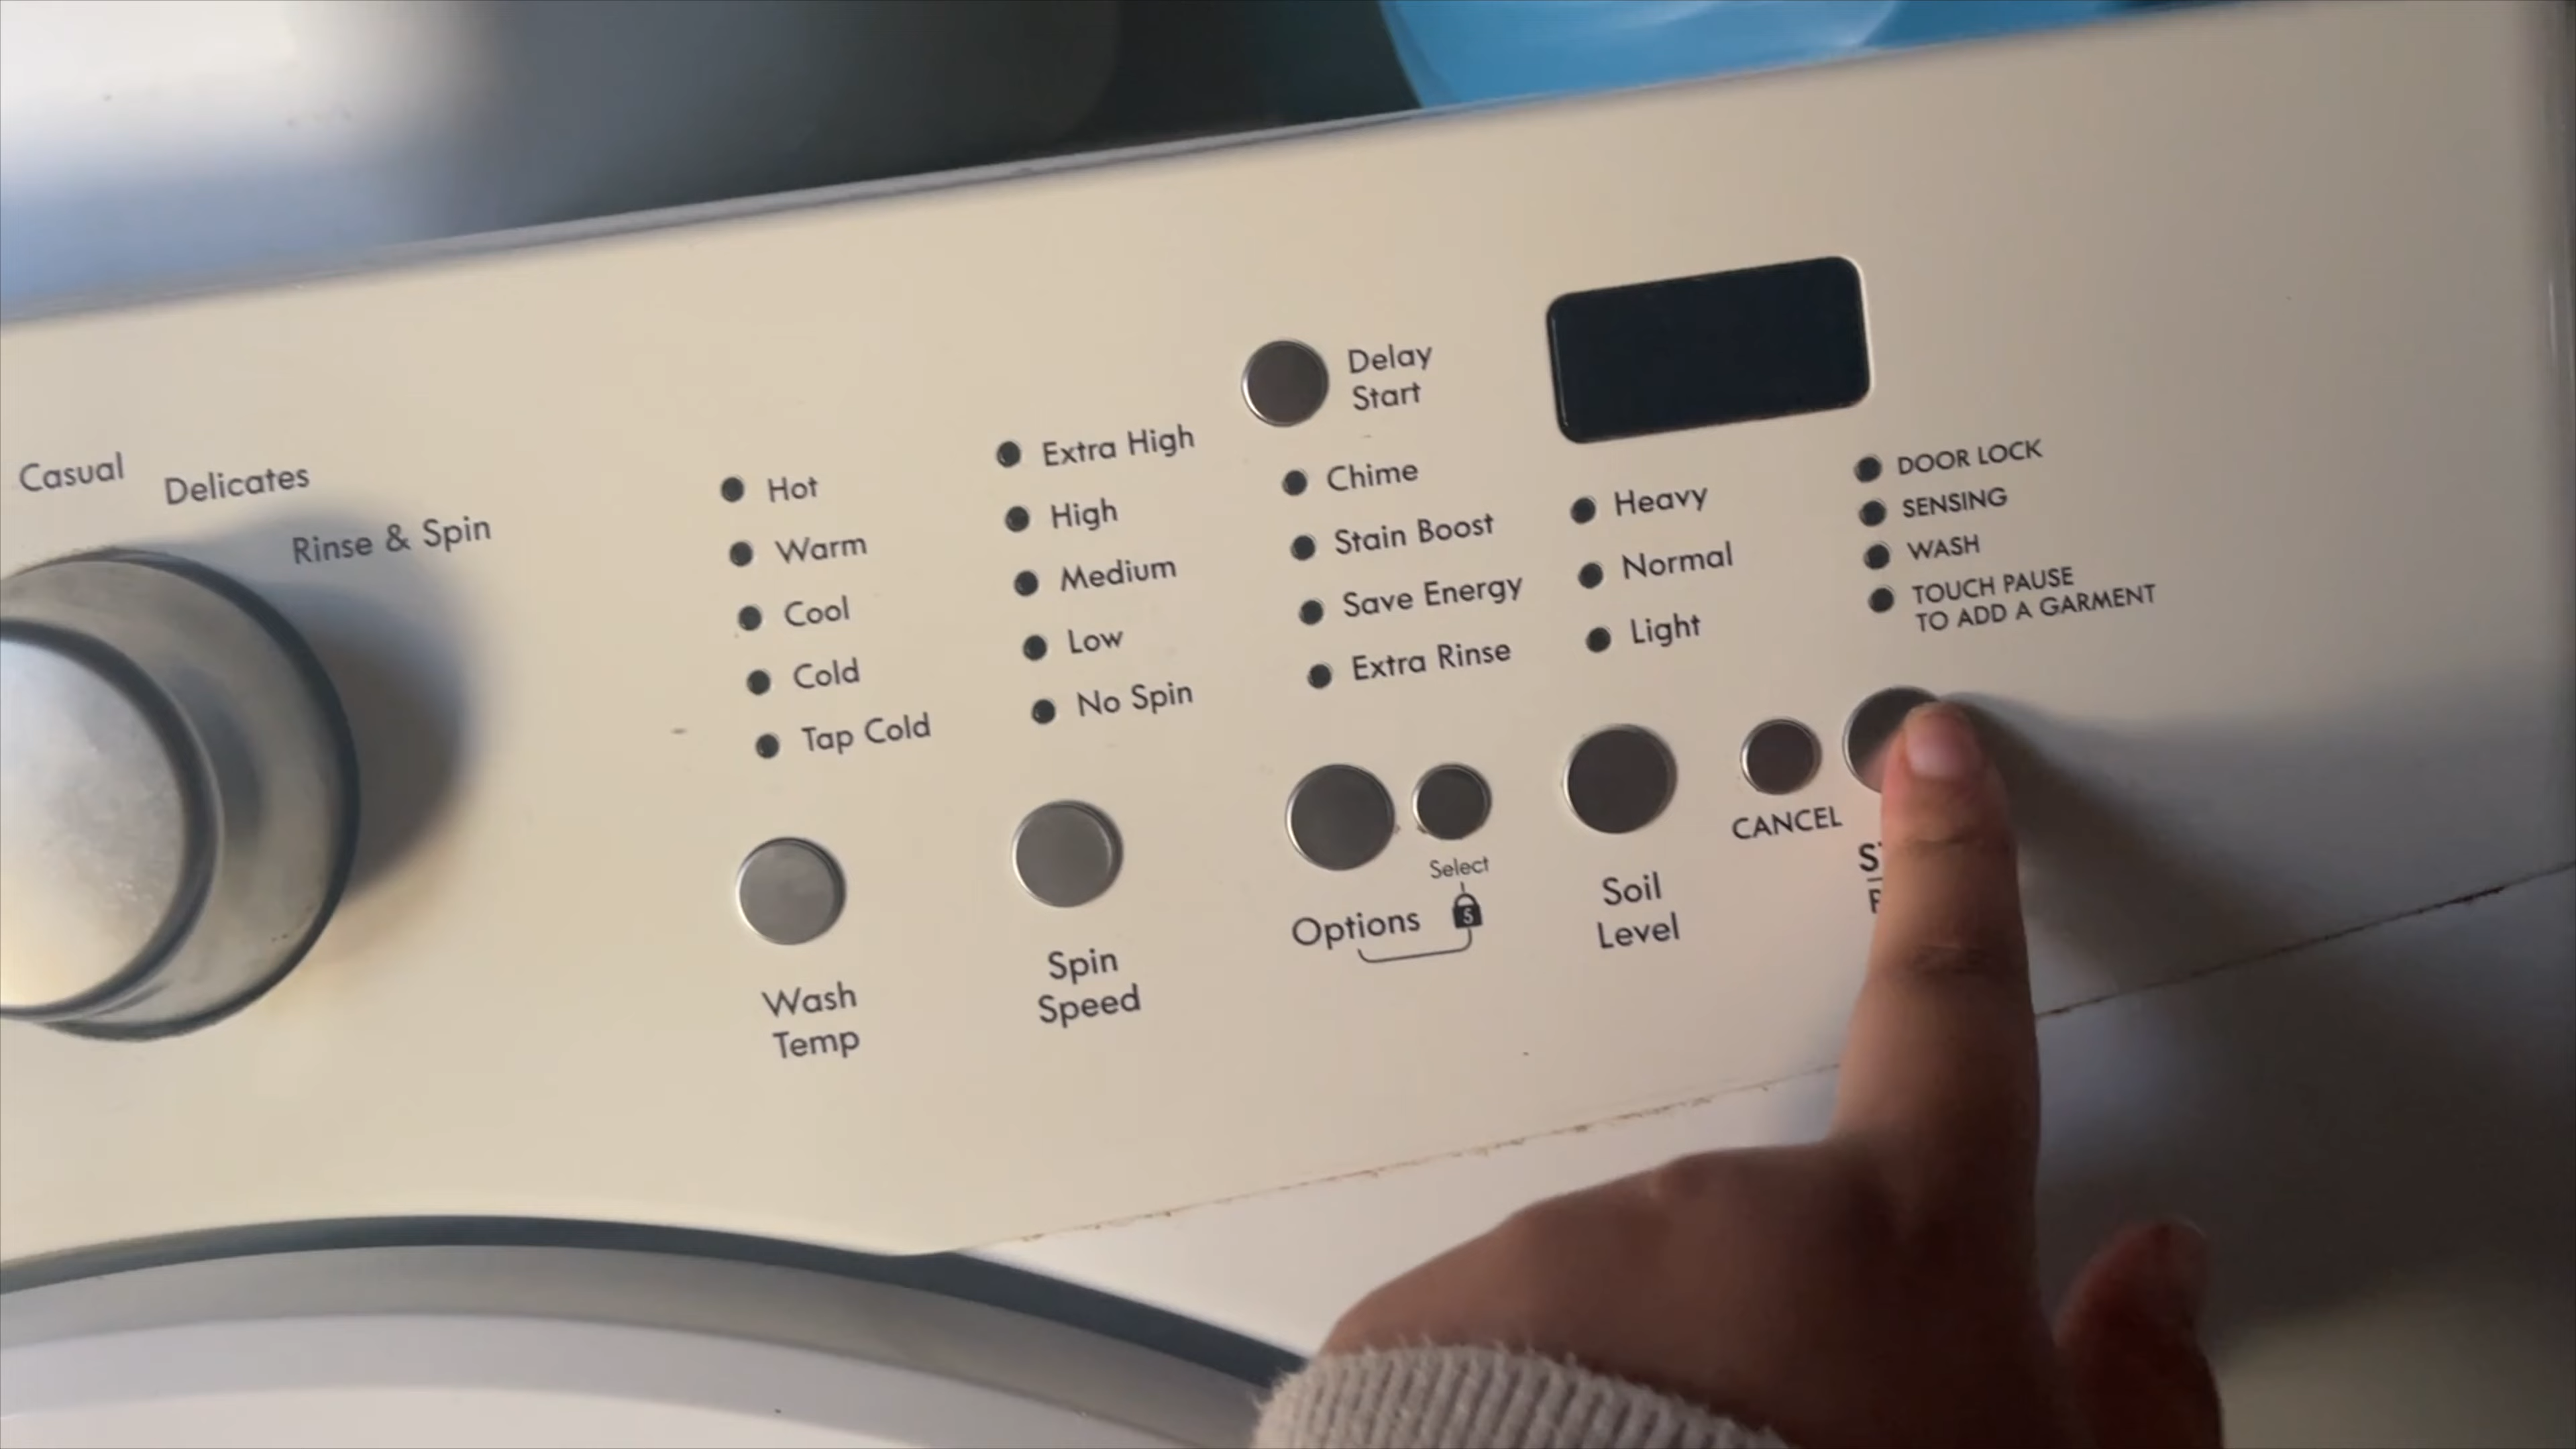 Casual
Delicates
Rinse & Spin
Hot
Warm
Cool
Cold
Tap Cold
Wash
Temp
Extra High
High
Medium
Low
No Spin
Spin
Speed
Delay
Start
Chime
Stain Boost
Save Energy
Extra Rinse
Select
Options
Heavy
Normal
Light
Soil
Level
DOOR LOCK
SENSING
WASH
TOUCH PAUSE
TO ADD A GARMENT
CANCEL